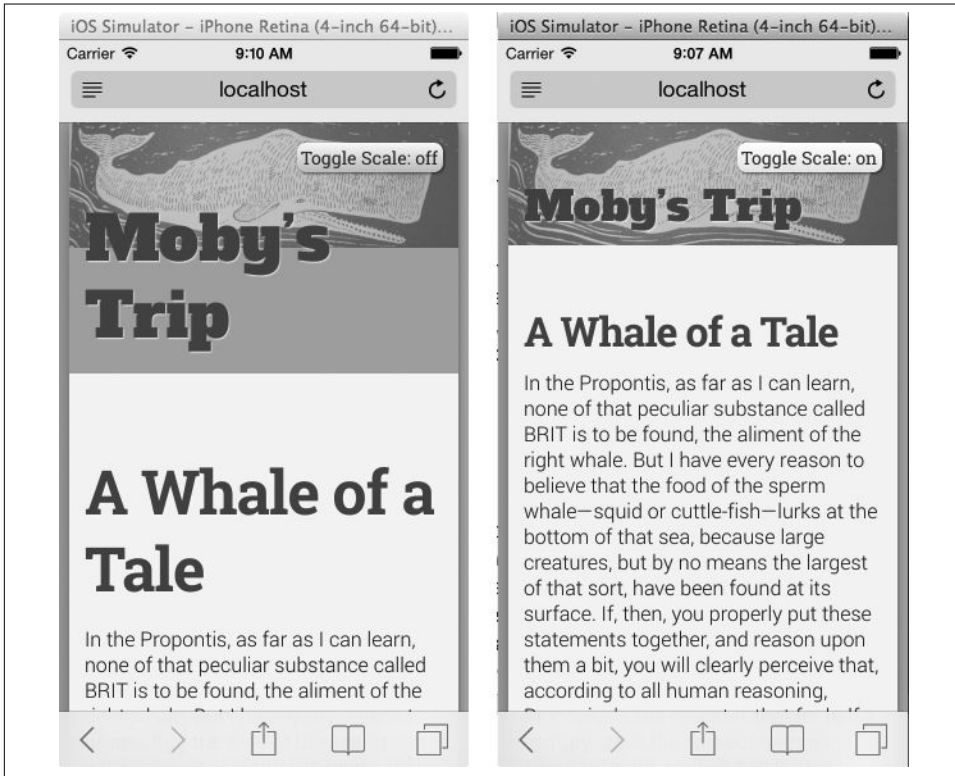 iOS Simulator – iPhone Retina (4-inch 64-bit)...
Carrier
9:10 AM
localhost
Toggle Scale: off
Moby's
Trip
A Whale of a
Tale
In the Propontis, as far as I can learn,
none of that peculiar substance called
BRIT is to be found, the aliment of the
iOS Simulator – iPhone Retina (4-inch 64-bit)...
Carrier
9:07 AM
localhost
Toggle Scale: on
Moby's Trip
A Whale of a Tale
In the Propontis, as far as I can learn,
none of that peculiar substance called
BRIT is to be found, the aliment of the
right whale. But I have every reason to
believe that the food of the sperm
whale—squid or cuttle-fish—lurks at the
bottom of that sea, because large
creatures, but by no means the largest
of that sort, have been found at its
surface. If, then, you properly put these
statements together, and reason upon
them a bit, you will clearly perceive that,
according to all human reasoning,